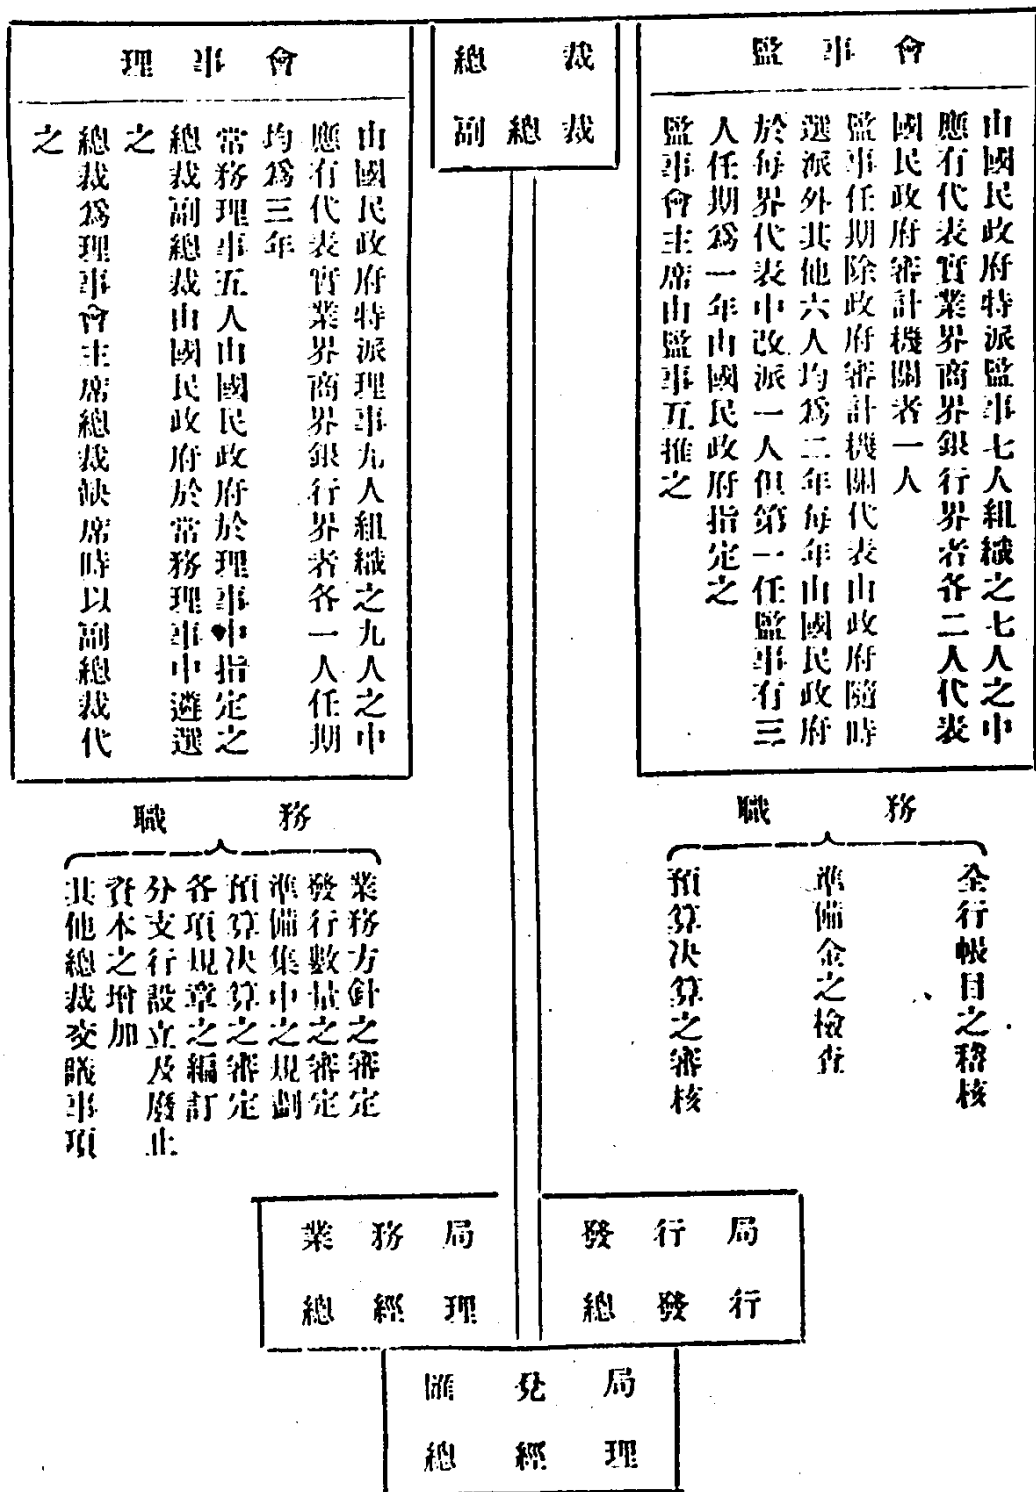 監事會
由國民政府特派監事七人組織之七人之中
應有代表實業界商界銀行界者各二人代表
國民政府審計機關者一人
監事任期除政府審計機關代表由政府隨時
選派外其他六人均爲二年每年由國民政府
於每界代表中改派一人但第一任監事有三
人任期爲一年由國民政府指定之
監事會主席由監事互推之
職務
全行帳目之稽核
準備金之檢查
預算决算之審核
總裁
副總裁
理事會
由國民政府特派理事九人組織之九人之中
應有代表實業界商界銀行界者各一人任期
均爲三年
常務理事五人由國民政府於理事中指定之
總裁副總裁由國民政府於常務理事中遴選
之
總裁爲理事會主席總裁缺席時以副總裁代
之
職務
業務方針之審定
發行數量之審定
準備集中之規劃
預算决算之審定
各項規章之編訂
分支行設立及廢止
資本之增加
其他總裁交議事項
業務局
總經理
發行局
總發行
匯兌局
總經理